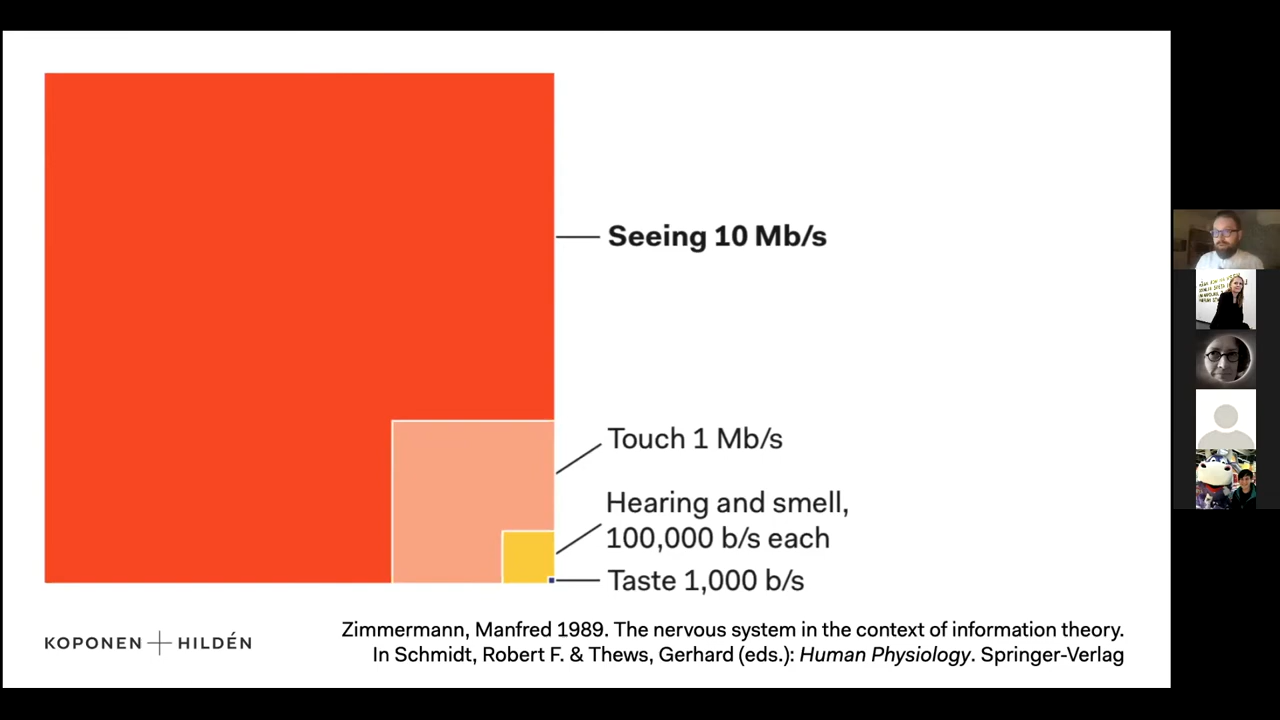 Seeing 10 Mb/s
Touch 1 Mb/s
Hearing and smell,
100,000 b/s each
Taste 1,000 b/s
Zimmermann, Manfred 1989. The nervous system in the context of information theory.
In Schmidt, Robert F. & Thews, Gerhard (eds.): Human Physiology. Springer-Verlag
KOPONEN + HILDÉN